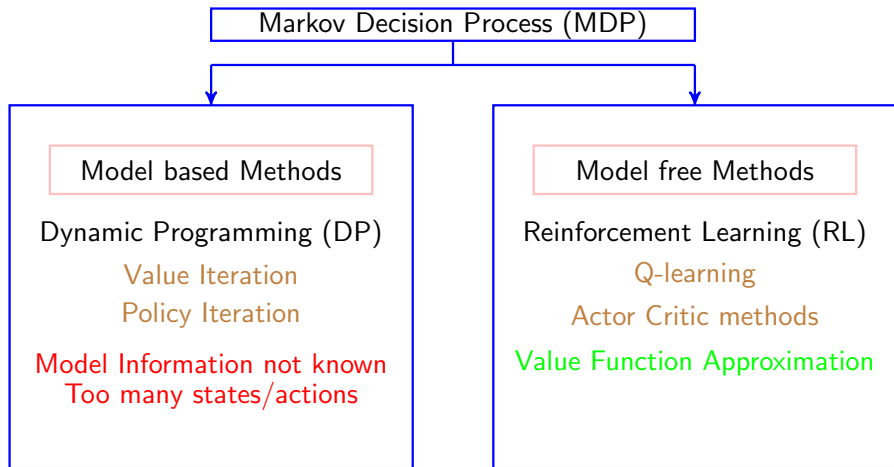 Markov Decision Process (MDP)
Model based Methods
Dynamic Programming (DP)
Value Iteration
Policy Iteration
Model Information not known
Too many states/actions
Model free Methods
Reinforcement Learning (RL)
Q-learning
Actor Critic methods
Value Function Approximation